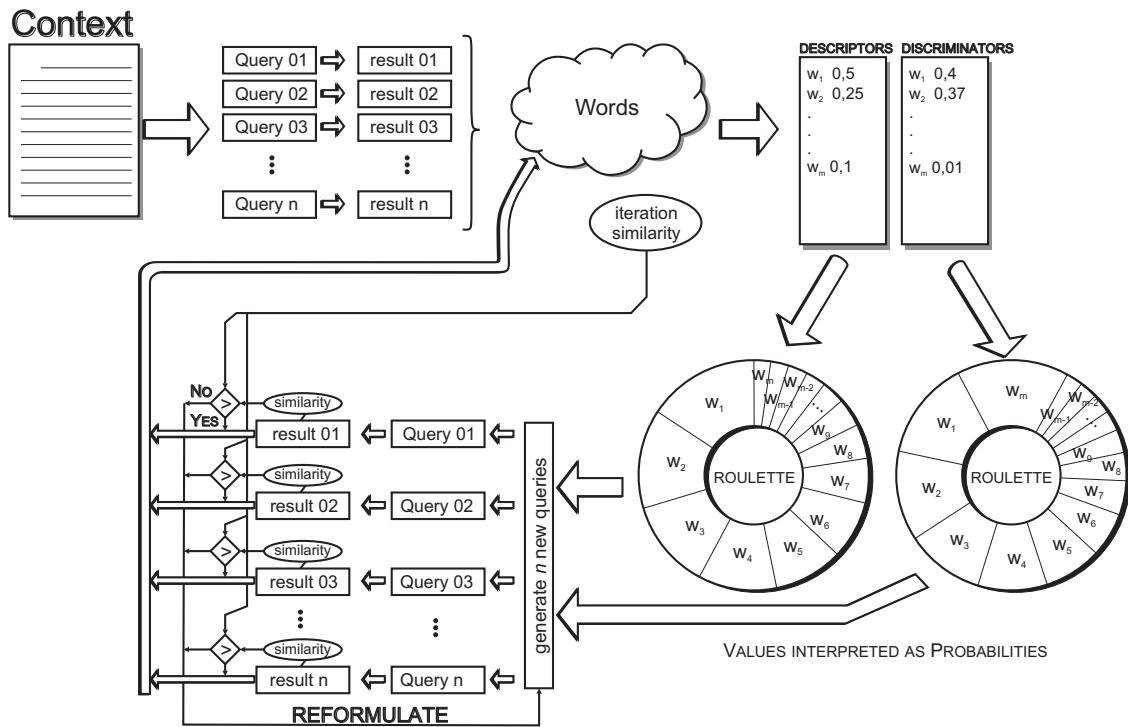 Context
Query 01
result 01
Query 02
result 02
Query 03
result 03
Query n
result n
Words
iteration
similarity
DESCRIPTORS DISCRIMINATORS
w1 0,5
w2 0,25
.
.
.
wm 0,1
w1 0,4
w2 0,37
.
.
.
wm 0,01
No
YES
>
similarity
result 01
Query 01
>
similarity
result 02
Query 02
>
similarity
result 03
Query 03
>
similarity
result n
Query n
REFORMULATE
generate n new queries
ROULETTE
w1
w2
w3
w4
w5
w6
w7
w8
w9
...
wm-2
wm-1
wm
ROULETTE
w1
w2
w3
w4
w5
w6
w7
w8
w9
...
wm-2
wm-1
wm
VALUES INTERPRETED AS PROBABILITIES